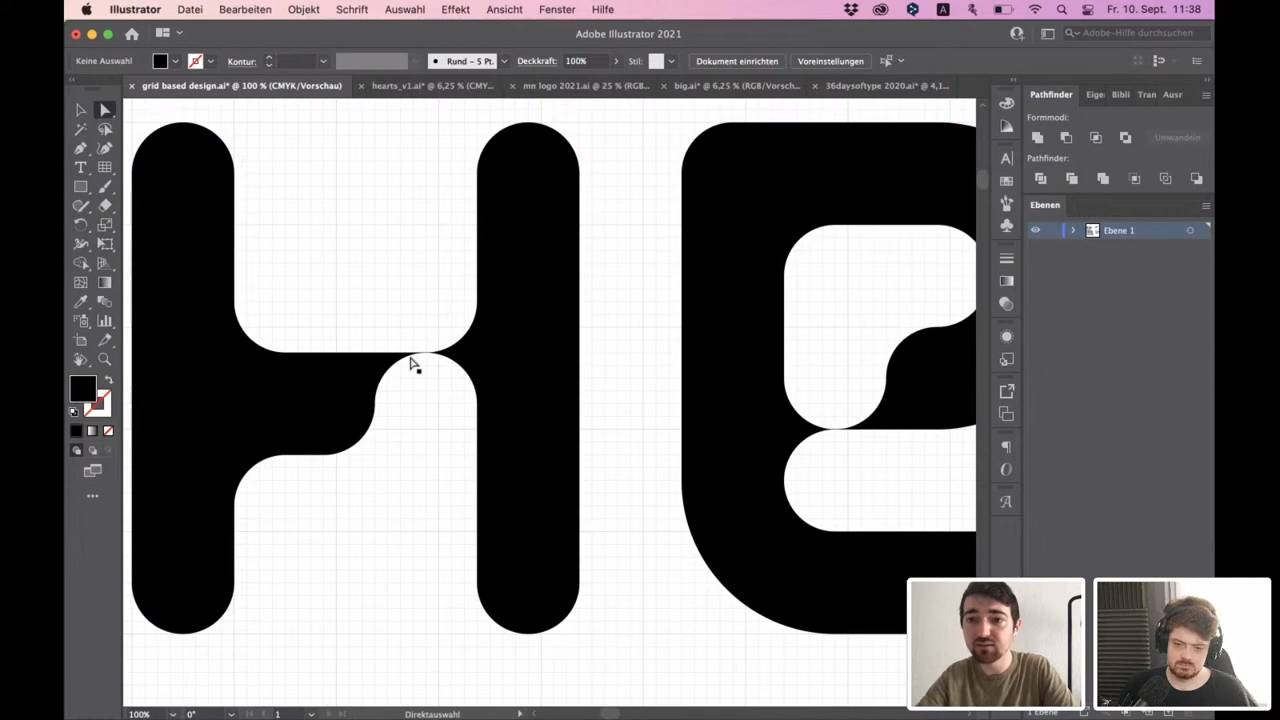 Illustrator Datei Bearbeiten Objekt Schrift Auswahl Effekt Ansicht Fenster Hilfe Fr. 10. Sept. 11:38
Adobe Illustrator 2021 Adobe-Hilfe durchsuchen
Keine Auswahl Kontur: Rund – 5 Pt. Deckkraft: 100% Stil: Dokument einrichten Voreinstellungen
grid based design.ai* @ 100 % (CMYK/Vorschau) hearts_v1.ai* @ 6,25 % (CMY... mn logo 2021.ai @ 25 % (RGB... big.ai* @ 6,25 % (RGB/Vorsch... 36daysoftype 2020.ai* @ 4,1... Pathfinder Eige Bibli Tran Ausr
Formmodi:
Umwandeln
Pathfinder:
Ebenen
Ebene 1
HE
100% 0° 1 Direktauswahl 1 Ebene